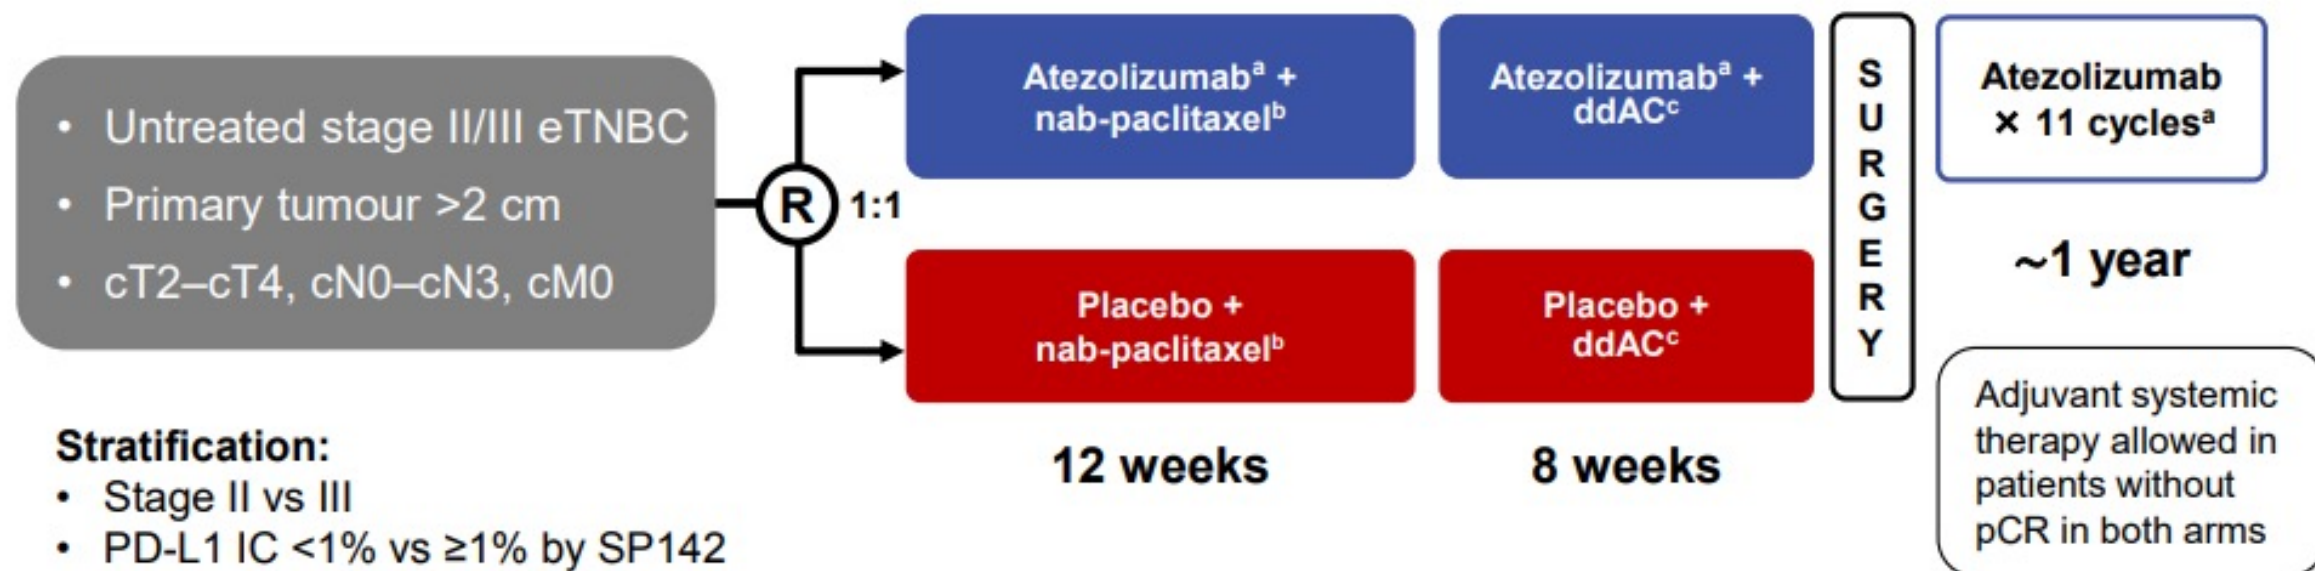 • Untreated stage II/III eTNBC
• Primary tumour >2 cm
• cT2–cT4, cN0–cN3, cM0
Stratification:
• Stage II vs III
• PD-L1 IC <1% vs ≥1% by SP142
R
1:1
Atezolizumabᵃ +
nab-paclitaxelᵇ
Atezolizumabᵃ +
ddACᶜ
Placebo +
nab-paclitaxelᵇ
Placebo +
ddACᶜ
12 weeks
8 weeks
S
U
R
G
E
R
Y
Atezolizumab
× 11 cyclesᵃ
~1 year
Adjuvant systemic
therapy allowed in
patients without
pCR in both arms